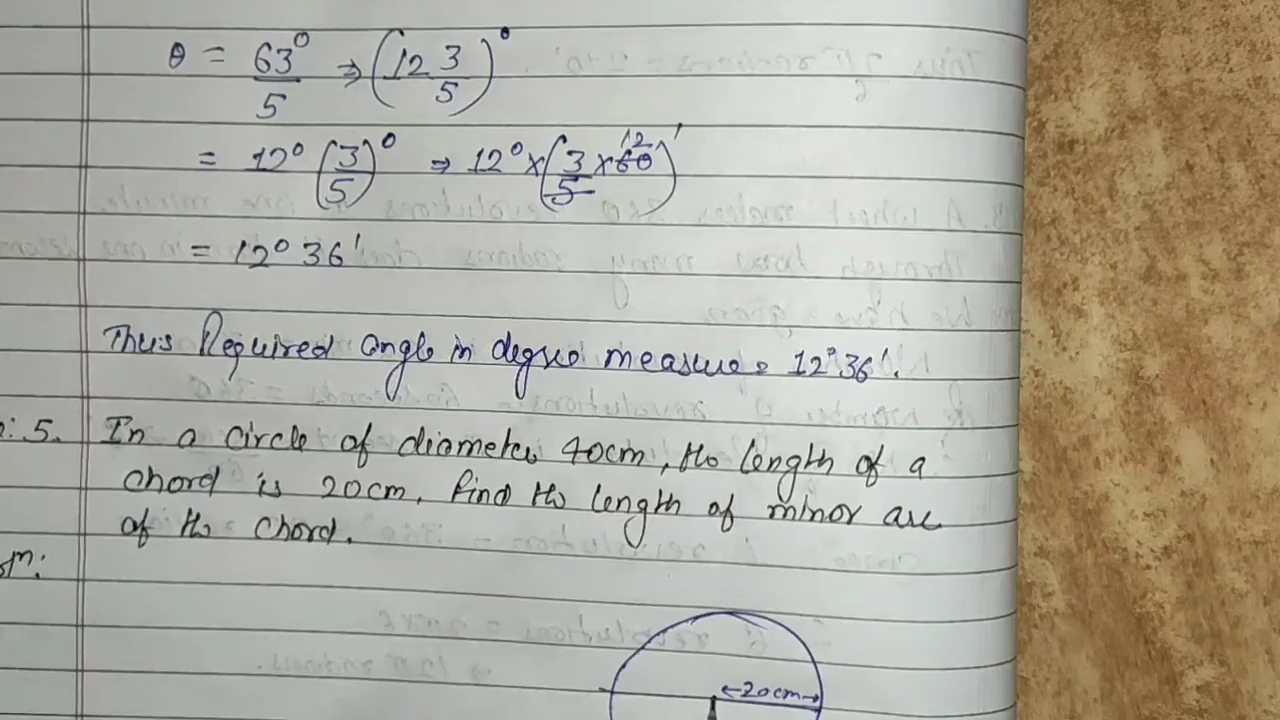 θ = 63°/5 ⇒ (12 3/5)°
= 12° (3/5)° ⇒ 12° × (3/5 × 60 12)′
= 12° 36′
Thus Required angle in degree measure = 12° 36′.
: 5. In a circle of diameter 40cm, the length of a
chord is 20cm, find the length of minor arc
of the chord.
n:
←20cm→